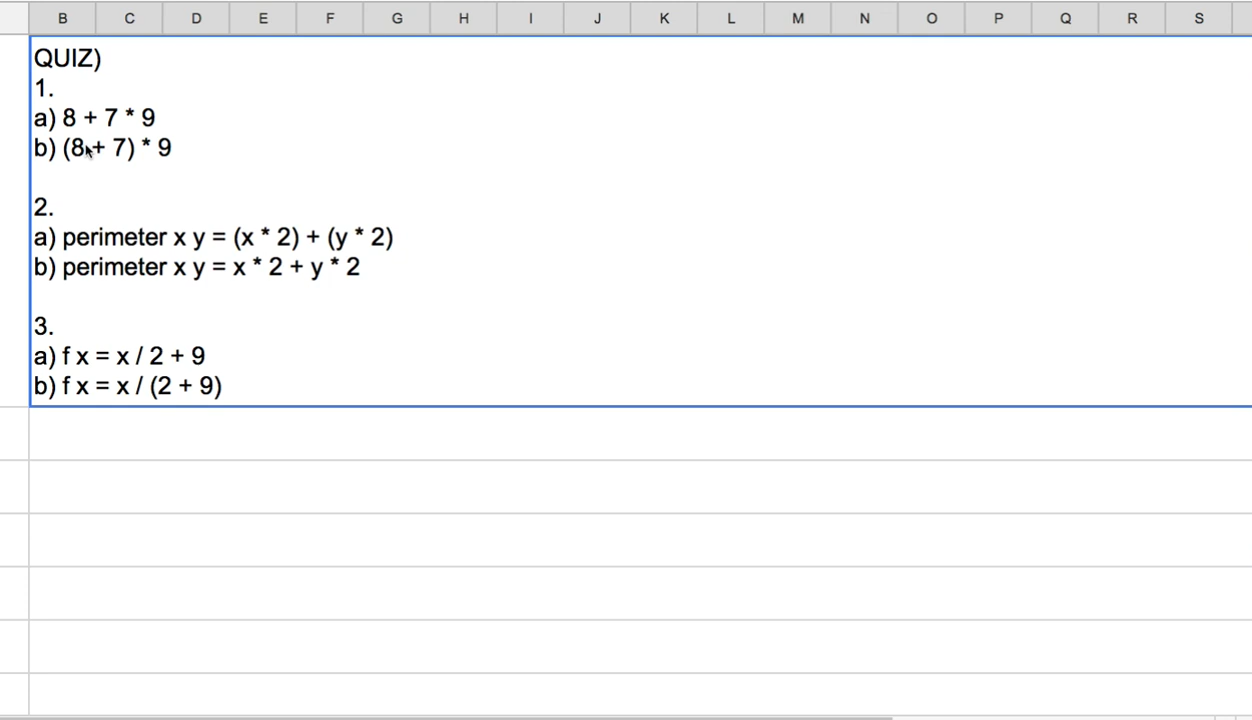 B C D E F G H I J K L M N O P Q R S
QUIZ)
1.
a) 8 + 7 * 9
b) (8 + 7) * 9
2.
a) perimeter x y = (x * 2) + (y * 2)
b) perimeter x y = x * 2 + y * 2
3.
a) f x = x / 2 + 9
b) f x = x / (2 + 9)